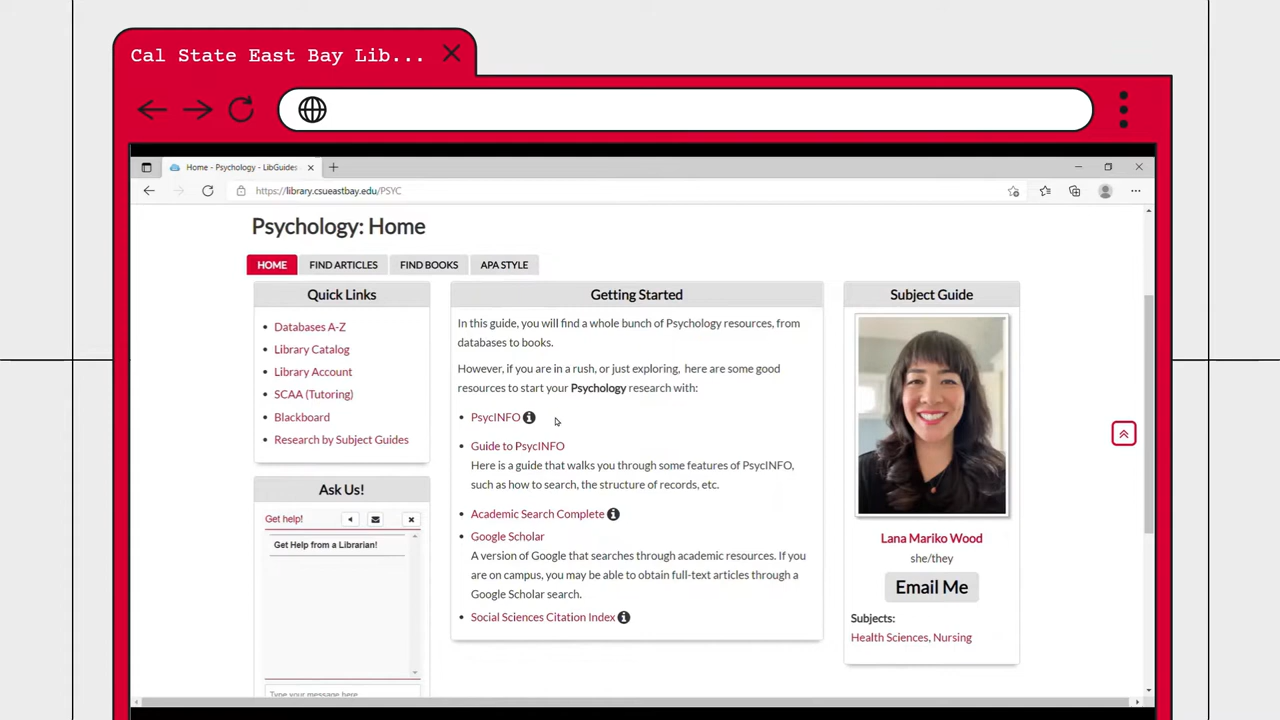 Cal State East Bay Lib...
Home - Psychology - LibGuides
https://library.csueastbay.edu/PSYC
Psychology: Home
HOME
FIND ARTICLES
FIND BOOKS
APA STYLE
Quick Links
Databases A-Z
Library Catalog
Library Account
SCAA (Tutoring)
Blackboard
Research by Subject Guides
Ask Us!
Get help!
Get Help from a Librarian!
Type your message here
Getting Started
In this guide, you will find a whole bunch of Psychology resources, from
databases to books.
However, if you are in a rush, or just exploring, here are some good
resources to start your Psychology research with:
PsycINFO
Guide to PsycINFO
Here is a guide that walks you through some features of PsycINFO,
such as how to search, the structure of records, etc.
Academic Search Complete
Google Scholar
A version of Google that searches through academic resources. If you
are on campus, you may be able to obtain full-text articles through a
Google Scholar search.
Social Sciences Citation Index
Subject Guide
Lana Mariko Wood
she/they
Email Me
Subjects:
Health Sciences, Nursing